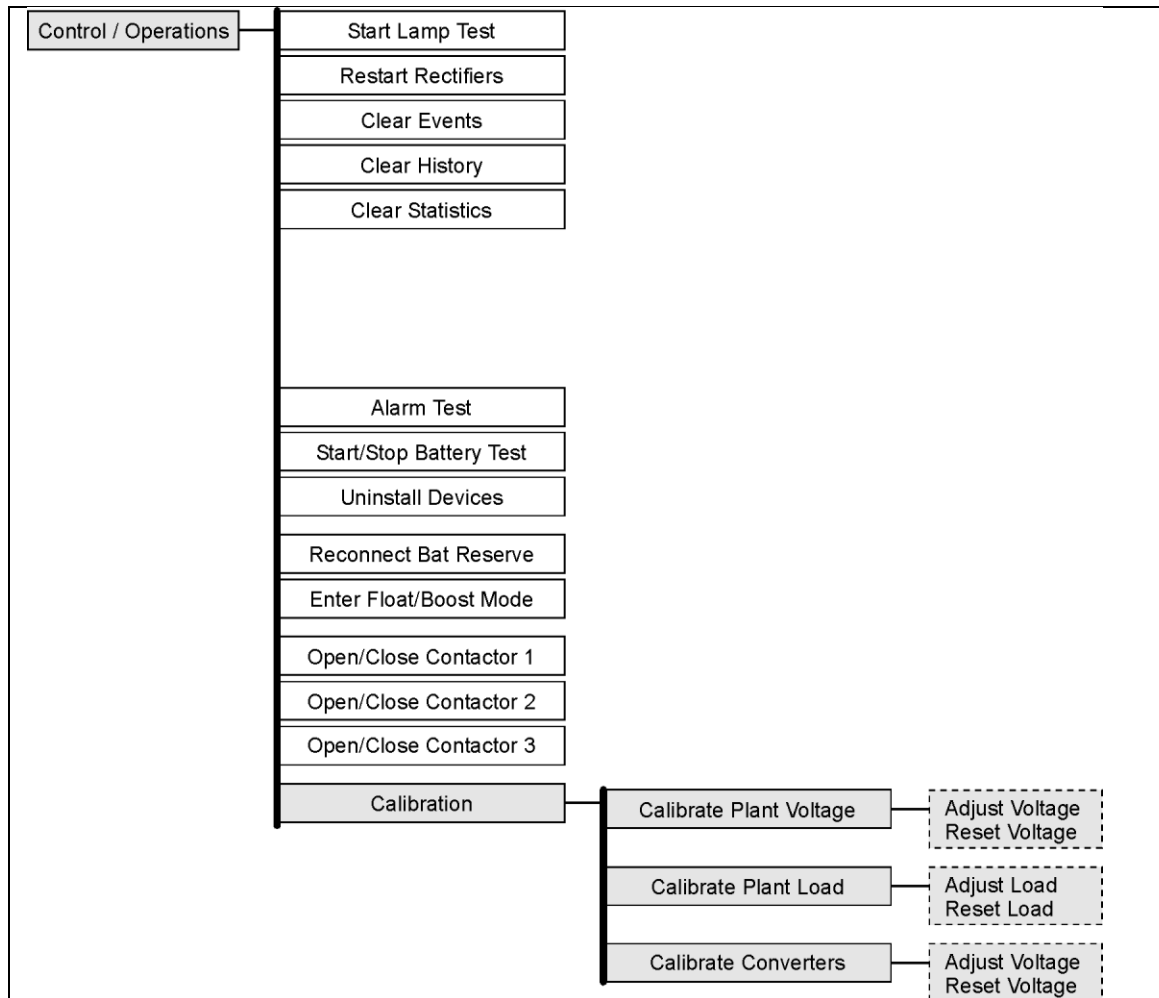 Control / Operations
Start Lamp Test
Restart Rectifiers
Clear Events
Clear History
Clear Statistics
Alarm Test
Start/Stop Battery Test
Uninstall Devices
Reconnect Bat Reserve
Enter Float/Boost Mode
Open/Close Contactor 1
Open/Close Contactor 2
Open/Close Contactor 3
Calibration
Calibrate Plant Voltage
Adjust Voltage
Reset Voltage
Calibrate Plant Load
Adjust Load
Reset Load
Calibrate Converters
Adjust Voltage
Reset Voltage